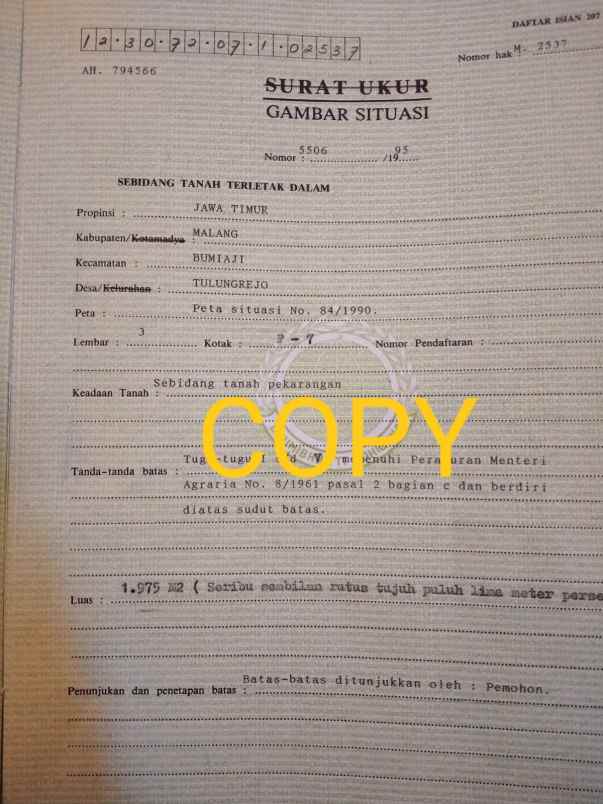 DAFTAR ISIAN 207
12.30.72.07.1.02537
Nomor hak M. 2537
AH. 794566
SURAT UKUR
GAMBAR SITUASI
Nomor : 5506 /1995
SEBIDANG TANAH TERLETAK DALAM
Propinsi : JAWA TIMUR
Kabupaten/Kotamadya : MALANG
Kecamatan : BUMIAJI
Desa/Kelurahan : TULUNGREJO
Peta : Peta situasi No. 84/1990.
Lembar : 3 Kotak : P - 7 Nomor Pendaftaran :
Keadaan Tanah : Sebidang tanah pekarangan
COPY
Tanda-tanda batas : I V memenuhi Peraturan Menteri
Agraria No. 8/1961 pasal 2 bagian c dan berdiri
diatas sudut batas.
Luas : 1.975 M2 ( Seribu sembilan ratus tujuh puluh lima meter perse
Penunjukan dan penetapan batas : Batas-batas ditunjukkan oleh : Pemohon.